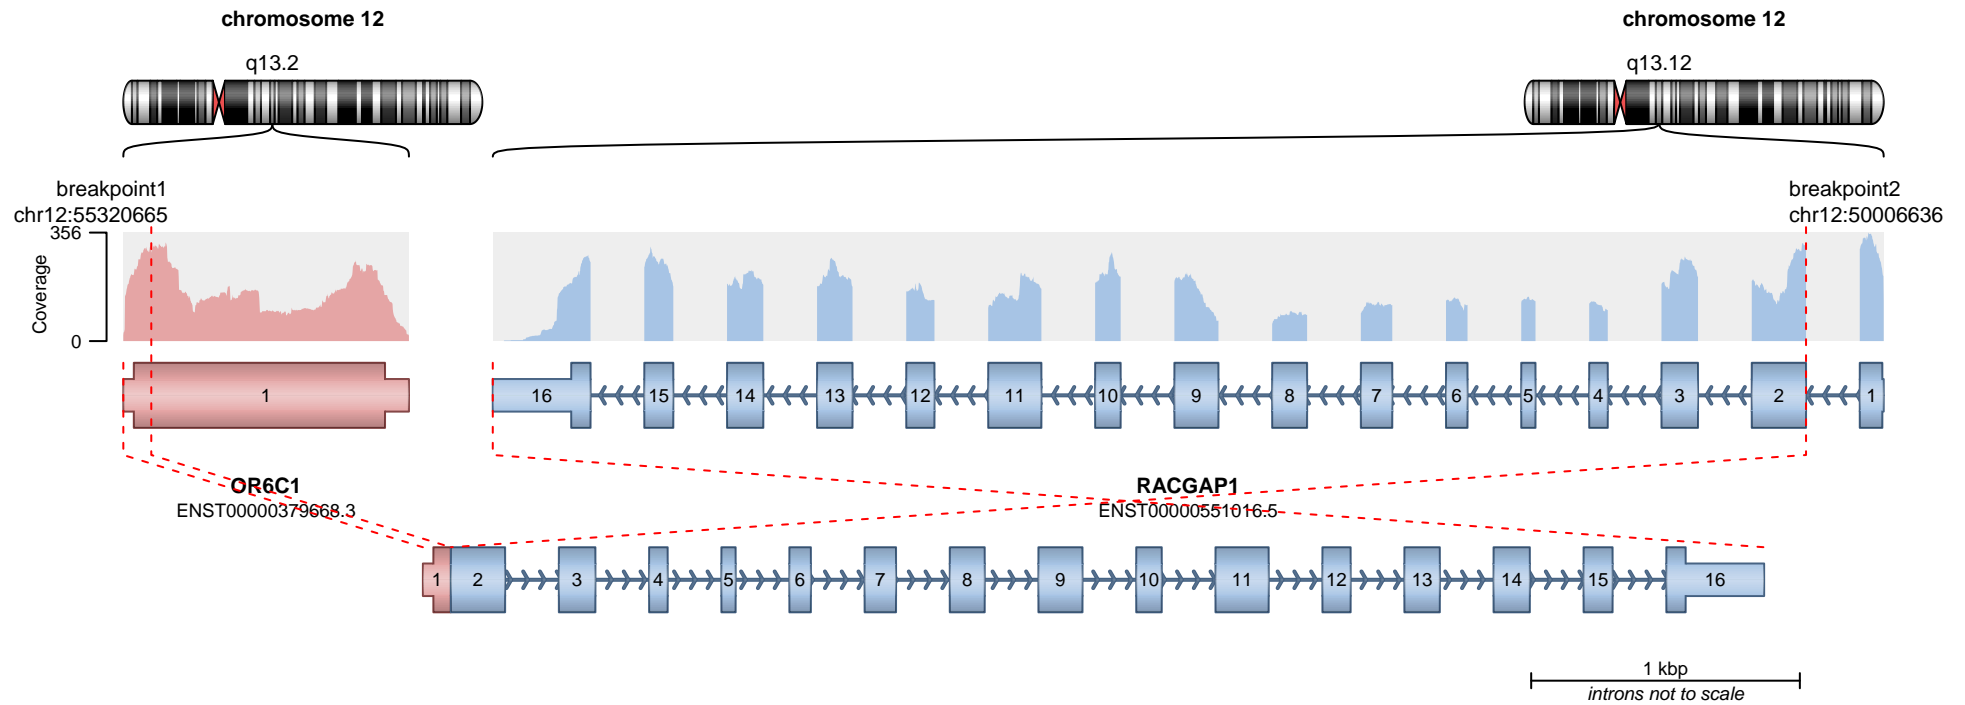 chromosome 12
chromosome 12
q13.2
q13.12
breakpoint1
chr12:55320665
breakpoint2
chr12:50006636
356
Coverage
0
1
16
15
14
13
12
11
10
9
8
7
6
5
4
3
2
1
OR6C1
ENST00000379668.3
RACGAP1
ENST00000551016.5
1
2
3
4
5
6
7
8
9
10
11
12
13
14
15
16
1 kbp
introns not to scale